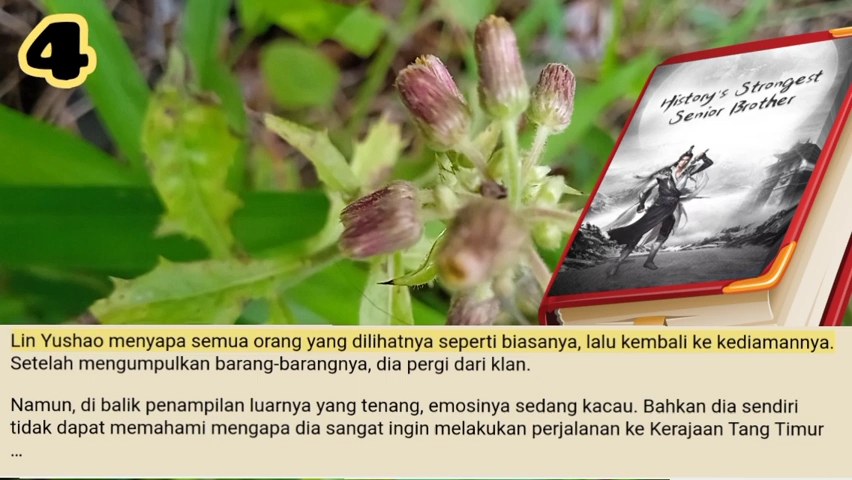 4
History's Strongest
Senior Brother
Lin Yushao menyapa semua orang yang dilihatnya seperti biasanya, lalu kembali ke kediamannya.
Setelah mengumpulkan barang-barangnya, dia pergi dari klan.
Namun, di balik penampilan luarnya yang tenang, emosinya sedang kacau. Bahkan dia sendiri
tidak dapat memahami mengapa dia sangat ingin melakukan perjalanan ke Kerajaan Tang Timur
...